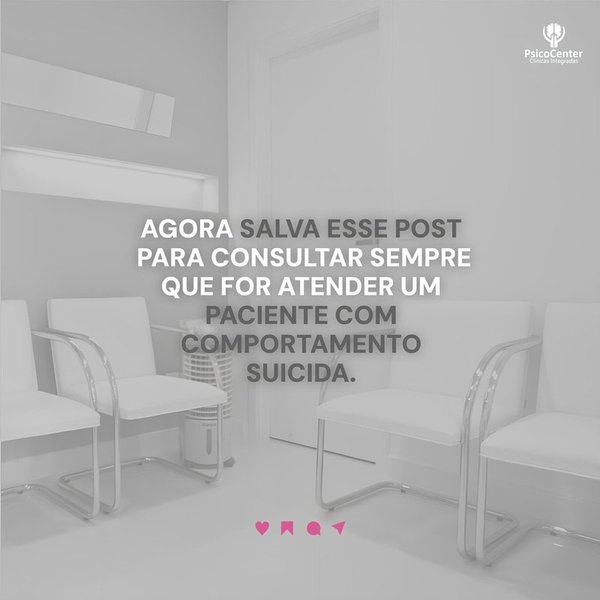 PsicoCenter
Clínicas Integradas
AGORA SALVA ESSE POST
PARA CONSULTAR SEMPRE
QUE FOR ATENDER UM
PACIENTE COM
COMPORTAMENTO
SUICIDA.